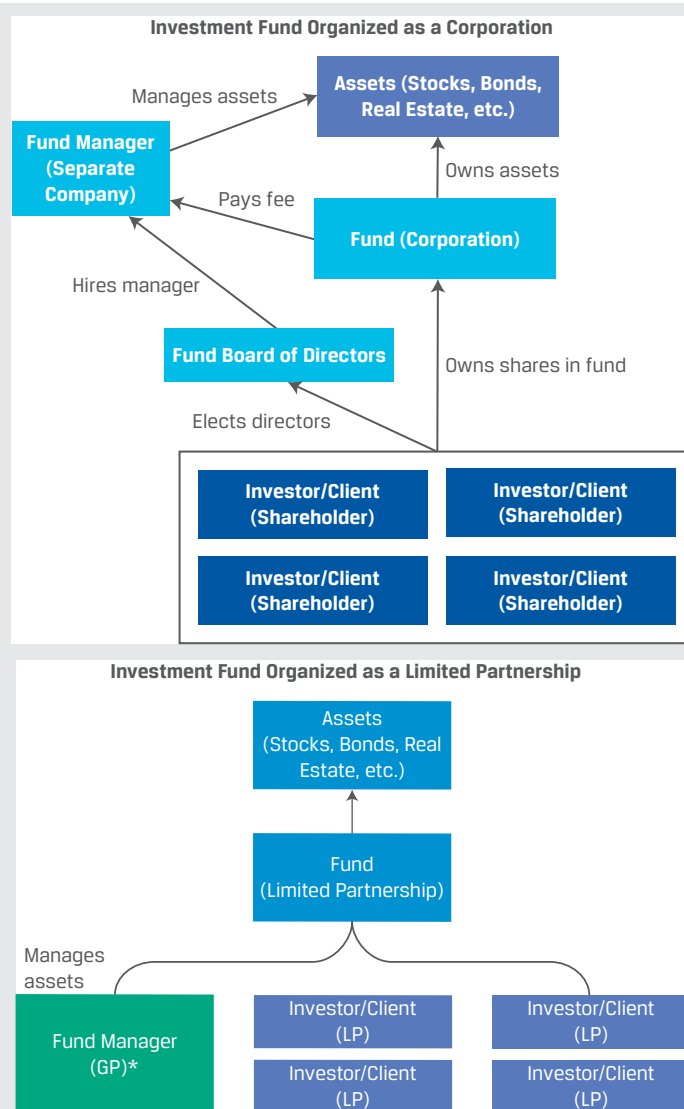 Investment Fund Organized as a Corporation
Assets (Stocks, Bonds,
Real Estate, etc.)
Manages assets
Fund Manager
(Separate
Company)
Owns assets
Pays fee
Fund (Corporation)
Hires manager
Fund Board of Directors
Owns shares in fund
Elects directors
Investor/Client
(Shareholder)
Investor/Client
(Shareholder)
Investor/Client
(Shareholder)
Investor/Client
(Shareholder)
Investment Fund Organized as a Limited Partnership
Assets
(Stocks, Bonds, Real
Estate, etc.)
Fund
(Limited Partnership)
Manages
assets
Fund Manager
(GP)*
Investor/Client
(LP)
Investor/Client
(LP)
Investor/Client
(LP)
Investor/Client
(LP)